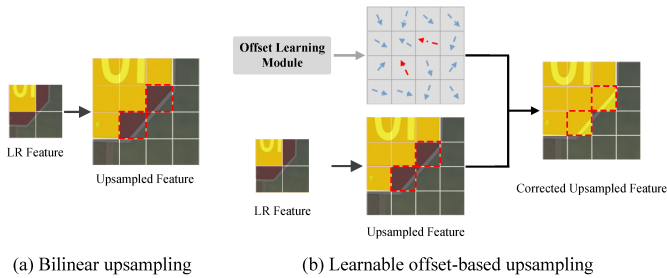 (a)
(b)
Offset Learning
Module
LR Feature
Upsampled Feature
LR Feature
Upsampled Feature
Corrected Upsampled Feature
(a) Bilinear upsampling
(b) Learnable offset-based upsampling